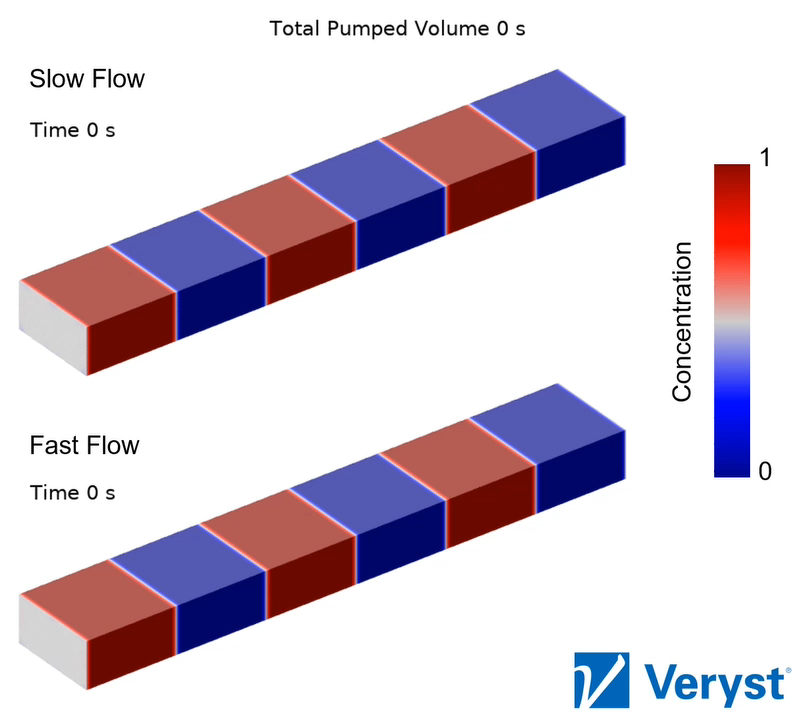 Total Pumped Volume 0 s
Slow Flow
Time 0 s
1
Concentration
0
Fast Flow
Time 0 s
Veryst®